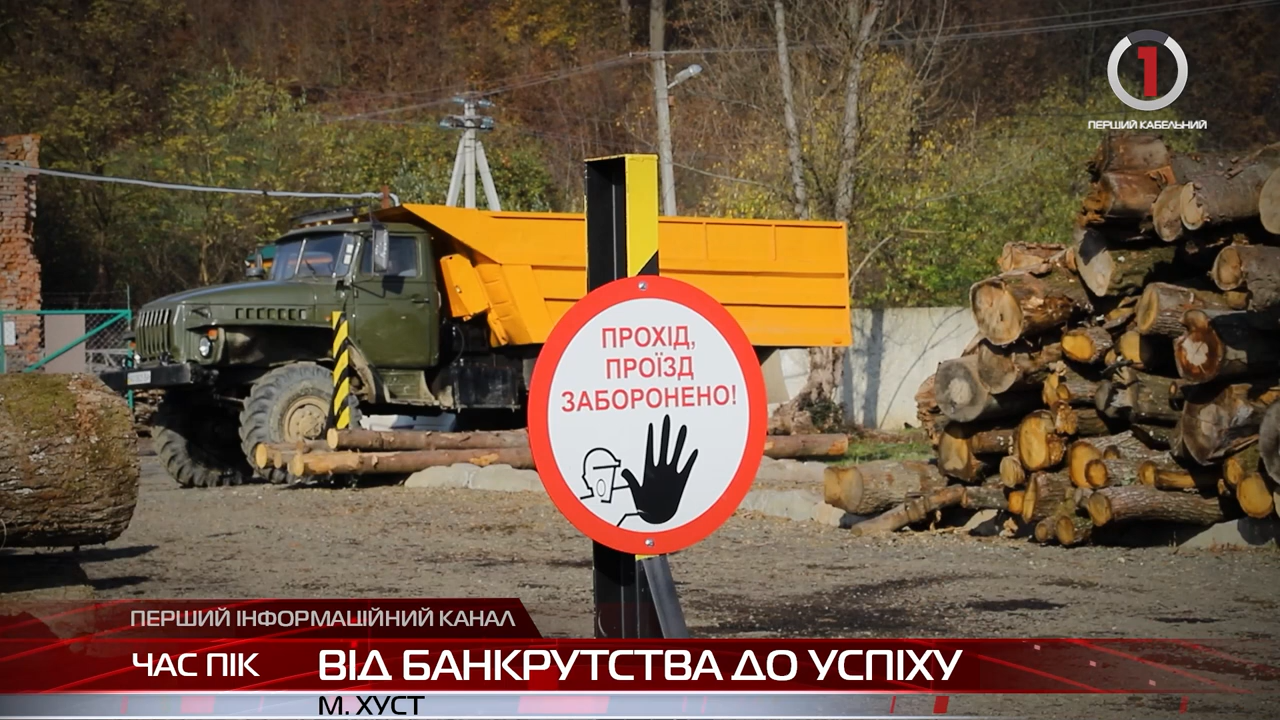 1
ПЕРШИЙ КАБЕЛЬНИЙ
ПРОХІД,
ПРОЇЗД
ЗАБОРОНЕНО!
ПЕРШИЙ ІНФОРМАЦІЙНИЙ КАНАЛ
ЧАС ПІК
ВІД БАНКРУТСТВА ДО УСПІХУ
М. ХУСТ